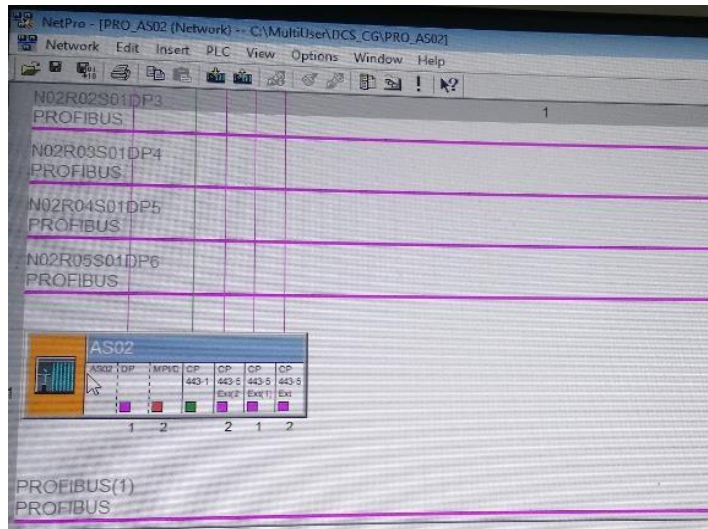 NetPro - [PRO_AS02 (Network) -- C:\MultiUser\DCS_CG\PRO_AS02]
Network Edit Insert PLC View Options Window Help
N02R02S01DP3
PROFIBUS
1
N02R03S01DP4
PROFIBUS
N02R04S01DP5
PROFIBUS
N02R05S01DP6
PROFIBUS
AS02
AS02 DP MPI/D CP CP CP CP
443-1 443-5 443-5 443-5
Ext(2 Ext(1) Ext
1
1 2 2 1 2
PROFIBUS(1)
PROFIBUS